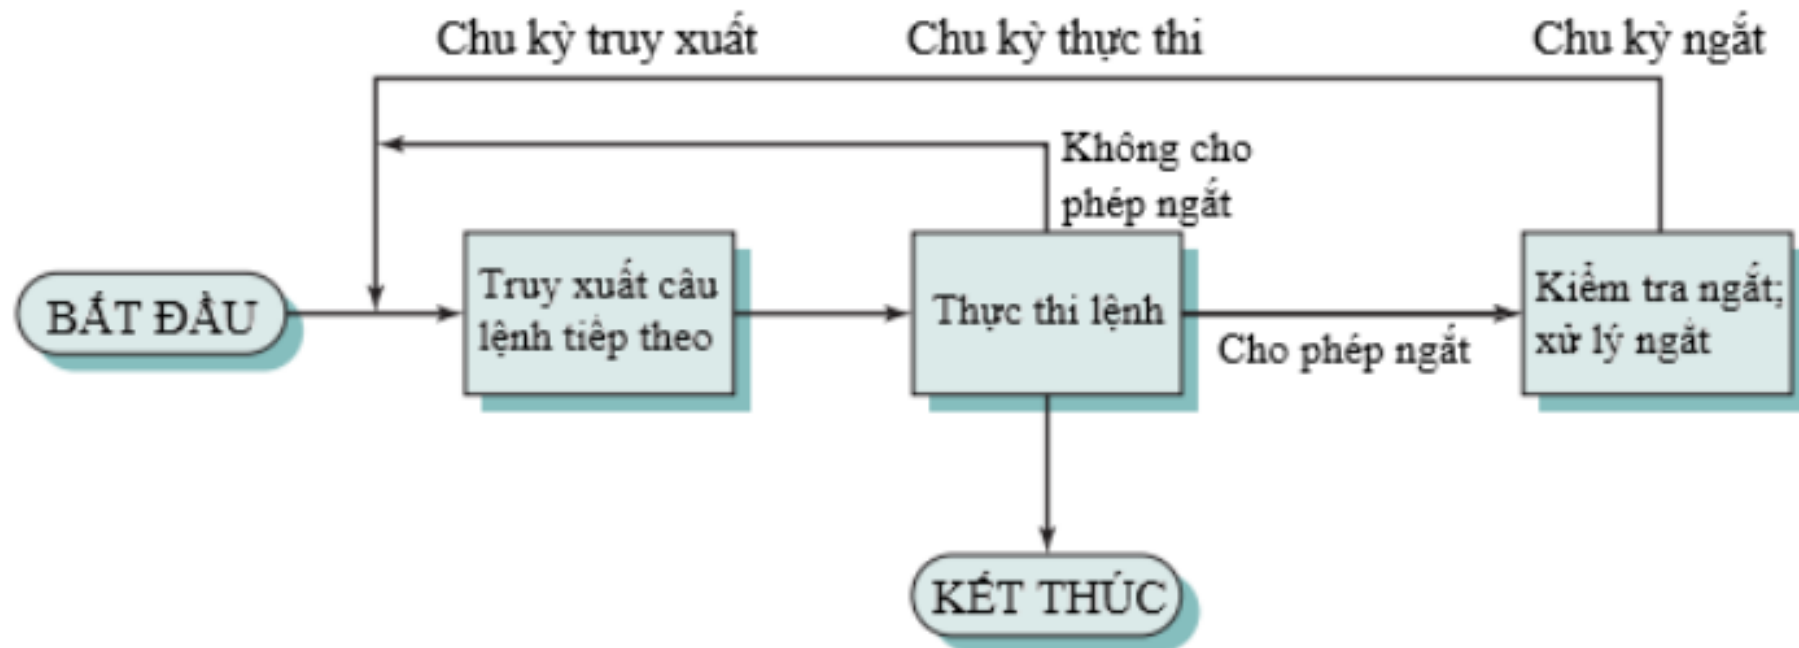 Chu kỳ truy xuất
Chu kỳ thực thi
Chu kỳ ngắt
Không cho
phép ngắt
BẮT ĐẦU
Truy xuất câu
lệnh tiếp theo
Thực thi lệnh
Cho phép ngắt
Kiểm tra ngắt;
xử lý ngắt
KẾT THÚC